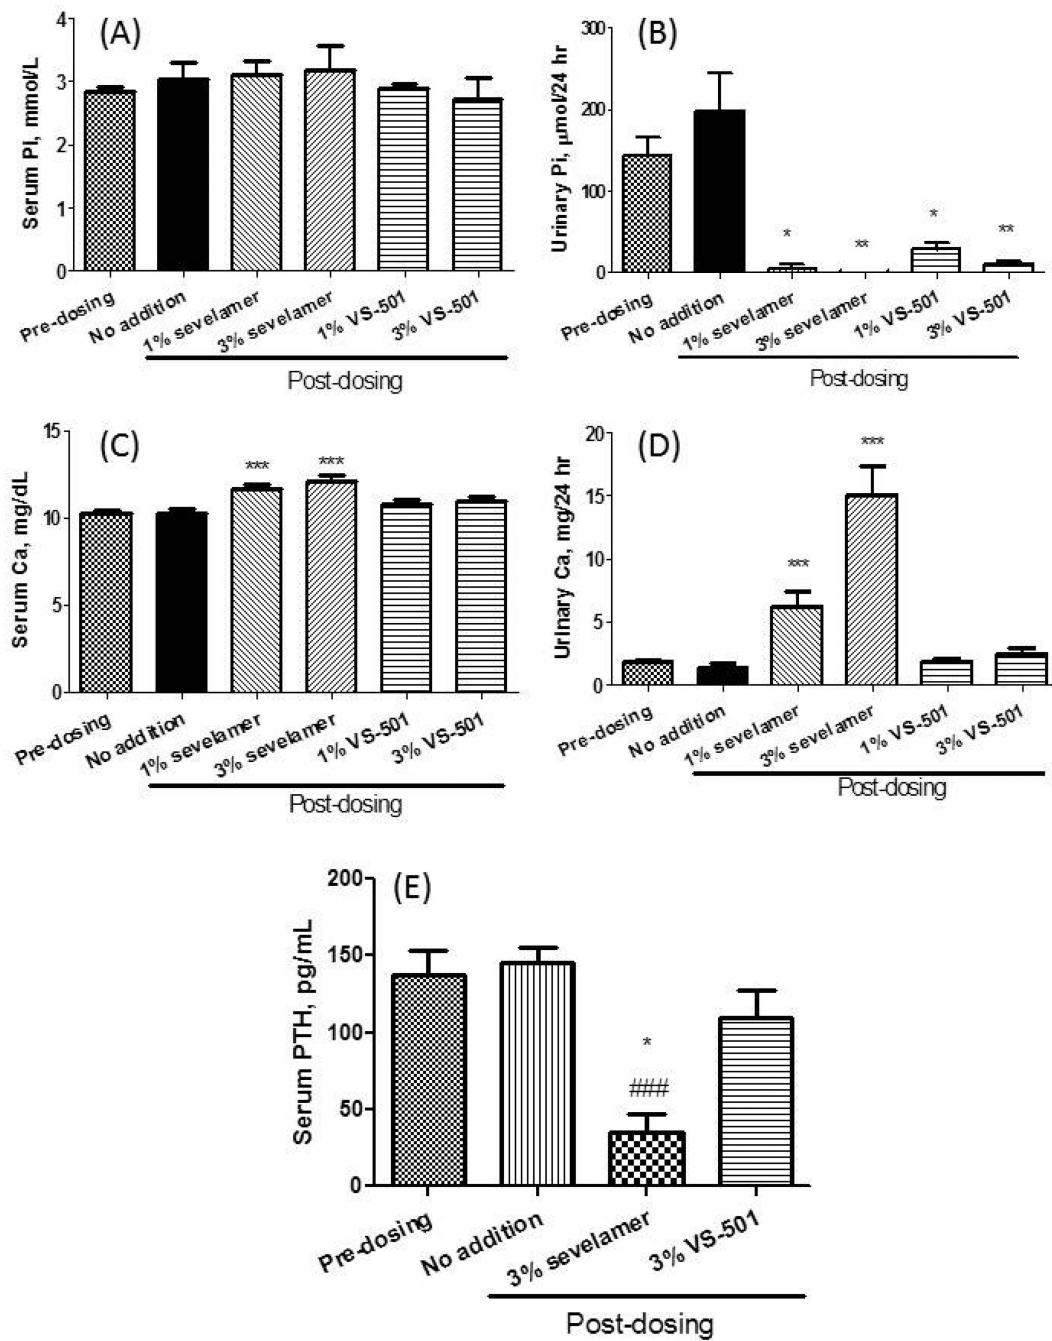 (A)
Serum Pi, mmol/L
4
3
2
1
0
Pre-dosing
No addition
1% sevelamer
3% sevelamer
1% VS-501
3% VS-501
Post-dosing
(B)
Urinary Pi, μmol/24 hr
300
200
100
0
*
**
*
**
Pre-dosing
No addition
1% sevelamer
3% sevelamer
1% VS-501
3% VS-501
Post-dosing
(C)
Serum Ca, mg/dL
15
10
5
0
***
***
Pre-dosing
No addition
1% sevelamer
3% sevelamer
1% VS-501
3% VS-501
Post-dosing
(D)
Urinary Ca, mg/24 hr
20
15
10
5
0
***
***
Pre-dosing
No addition
1% sevelamer
3% sevelamer
1% VS-501
3% VS-501
Post-dosing
(E)
Serum PTH, pg/mL
200
150
100
50
0
*
###
Pre-dosing
No addition
3% sevelamer
3% VS-501
Post-dosing